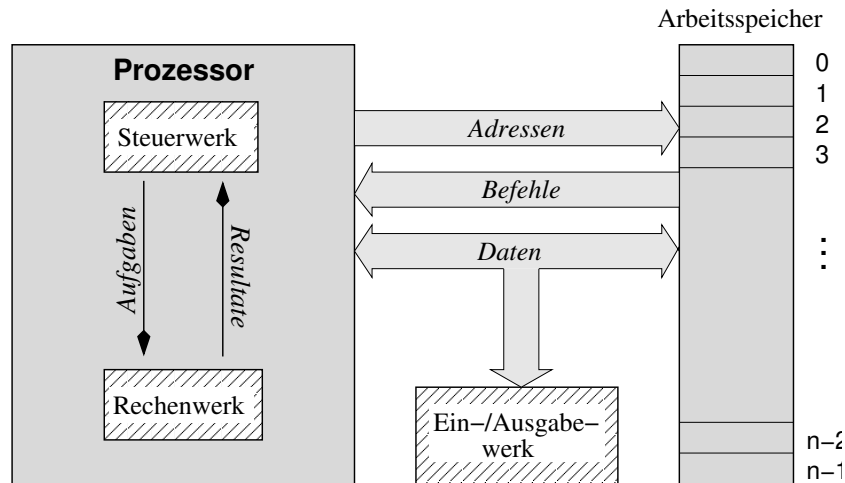 Arbeitsspeicher
Prozessor
0
1
Steuerwerk
Adressen
2
3
Befehle
Aufgaben
Resultate
Daten
⋮
Rechenwerk
Ein-/Ausgabe-
werk
n-2
n-1